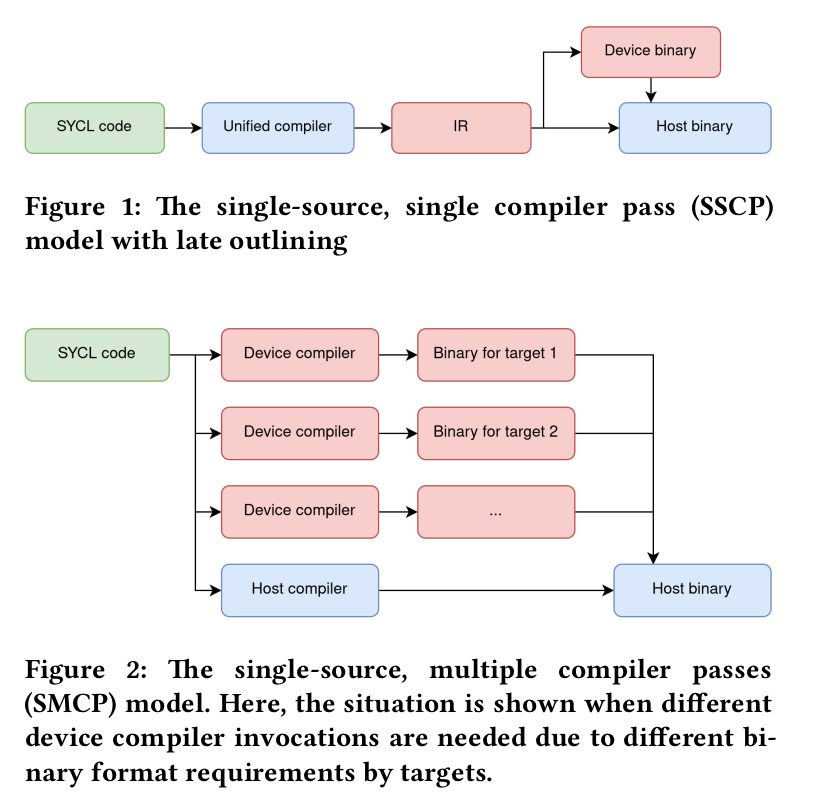 Device binary
SYCL code
Unified compiler
IR
Host binary
Figure 1: The single-source, single compiler pass (SSCP)
model with late outlining
SYCL code
Device compiler
Binary for target 1
Device compiler
Binary for target 2
Device compiler
...
Host compiler
Host binary
Figure 2: The single-source, multiple compiler passes
(SMCP) model. Here, the situation is shown when different
device compiler invocations are needed due to different bi-
nary format requirements by targets.